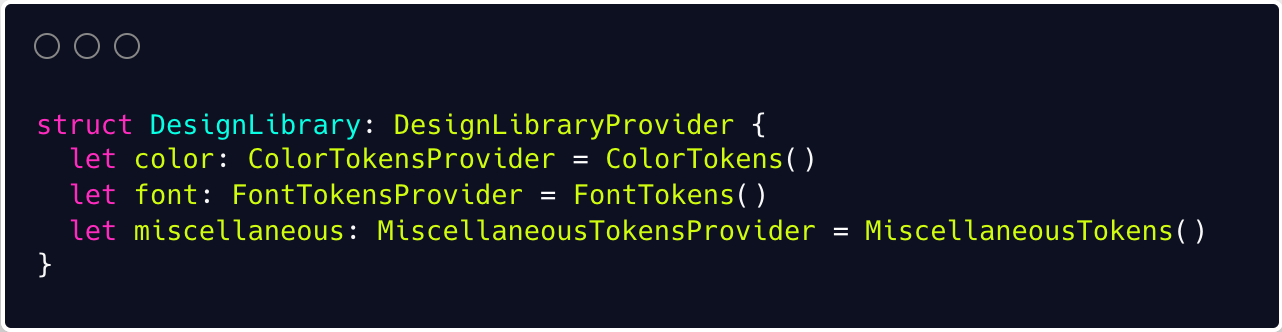 struct DesignLibrary: DesignLibraryProvider {
  let color: ColorTokensProvider = ColorTokens()
  let font: FontTokensProvider = FontTokens()
  let miscellaneous: MiscellaneousTokensProvider = MiscellaneousTokens()
}